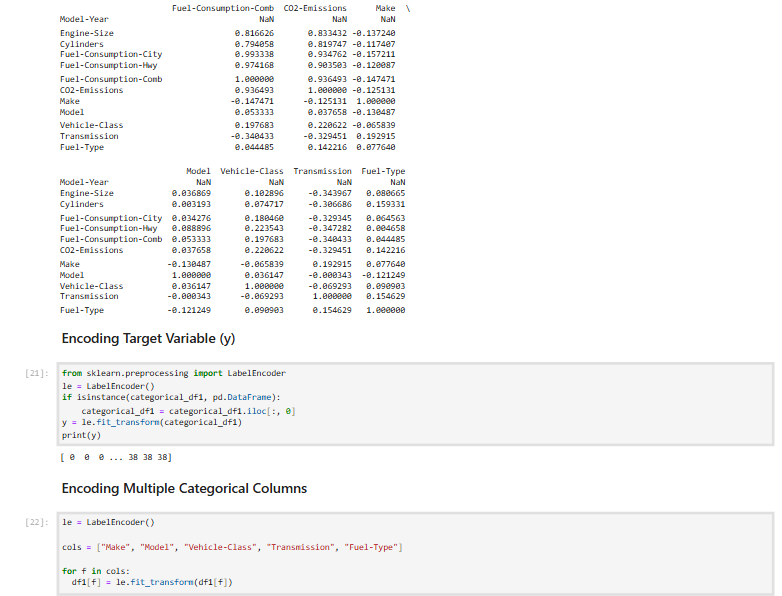 Fuel-Consumption-Comb CO2-Emissions Make \
Model-Year NaN NaN NaN
Engine-Size 0.816626 0.833432 -0.137240
Cylinders 0.794058 0.819747 -0.117407
Fuel-Consumption-City 0.993338 0.934762 -0.157211
Fuel-Consumption-Hwy 0.974168 0.903503 -0.120087
Fuel-Consumption-Comb 1.000000 0.936493 -0.147471
CO2-Emissions 0.936493 1.000000 -0.125131
Make -0.147471 -0.125131 1.000000
Model 0.053333 0.037658 -0.130487
Vehicle-Class 0.197683 0.220622 -0.065839
Transmission -0.340433 -0.329451 0.192915
Fuel-Type 0.044485 0.142216 0.077640
Model Vehicle-Class Transmission Fuel-Type
Model-Year NaN NaN NaN NaN
Engine-Size 0.036869 0.102896 -0.343967 0.080665
Cylinders 0.003193 0.074717 -0.306686 0.159331
Fuel-Consumption-City 0.034276 0.180460 -0.329345 0.064563
Fuel-Consumption-Hwy 0.088896 0.223543 -0.347282 0.004658
Fuel-Consumption-Comb 0.053333 0.197683 -0.340433 0.044485
CO2-Emissions 0.037658 0.220622 -0.329451 0.142216
Make -0.130487 -0.065839 0.192915 0.077640
Model 1.000000 0.036147 -0.000343 -0.121249
Vehicle-Class 0.036147 1.000000 -0.069293 0.090903
Transmission -0.000343 -0.069293 1.000000 0.154629
Fuel-Type -0.121249 0.090903 0.154629 1.000000
Encoding Target Variable (y)
[21]: from sklearn.preprocessing import LabelEncoder
le = LabelEncoder()
if isinstance(categorical_df1, pd.DataFrame):
categorical_df1 = categorical_df1.iloc[:, 0]
y = le.fit_transform(categorical_df1)
print(y)
[ 0 0 0 ... 38 38 38]
Encoding Multiple Categorical Columns
[22]: le = LabelEncoder()
cols = ["Make", "Model", "Vehicle-Class", "Transmission", "Fuel-Type"]
for f in cols:
df1[f] = le.fit_transform(df1[f])